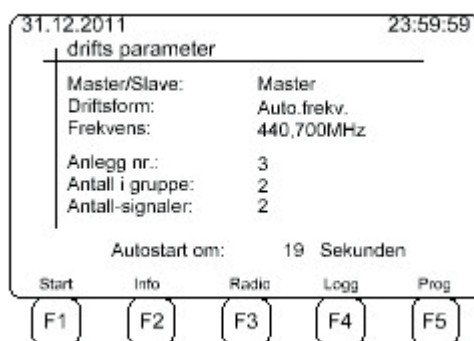 31.12.2011 23:59:59
drifts parameter
Master/Slave: Master
Driftsform: Auto.frekv.
Frekvens: 440,700MHz
Anlegg nr.: 3
Antall i gruppe: 2
Antall-signaler: 2
Autostart om: 19 Sekunden
Start Info Radio Logg Prog
F1 F2 F3 F4 F5